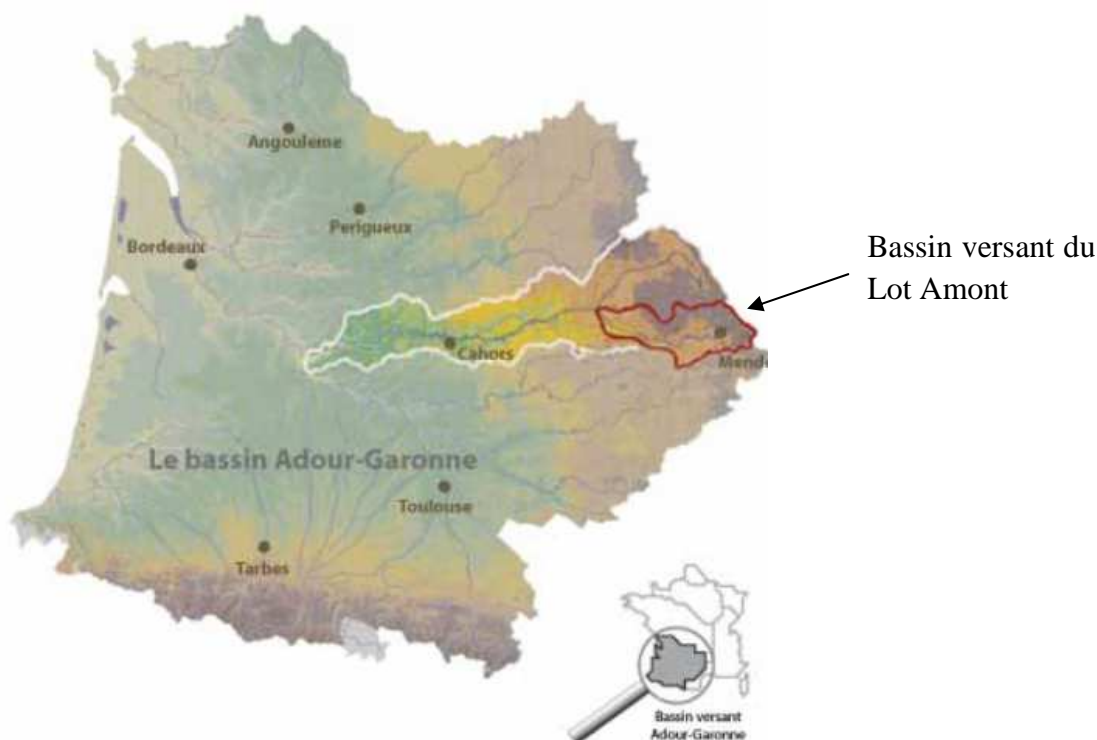 Angouleme
Perigueux
Bordeaux
Bassin versant du
Lot Amont
Cahors
Mende
Le bassin Adour-Garonne
Toulouse
Tarbes
Bassin versant
Adour-Garonne